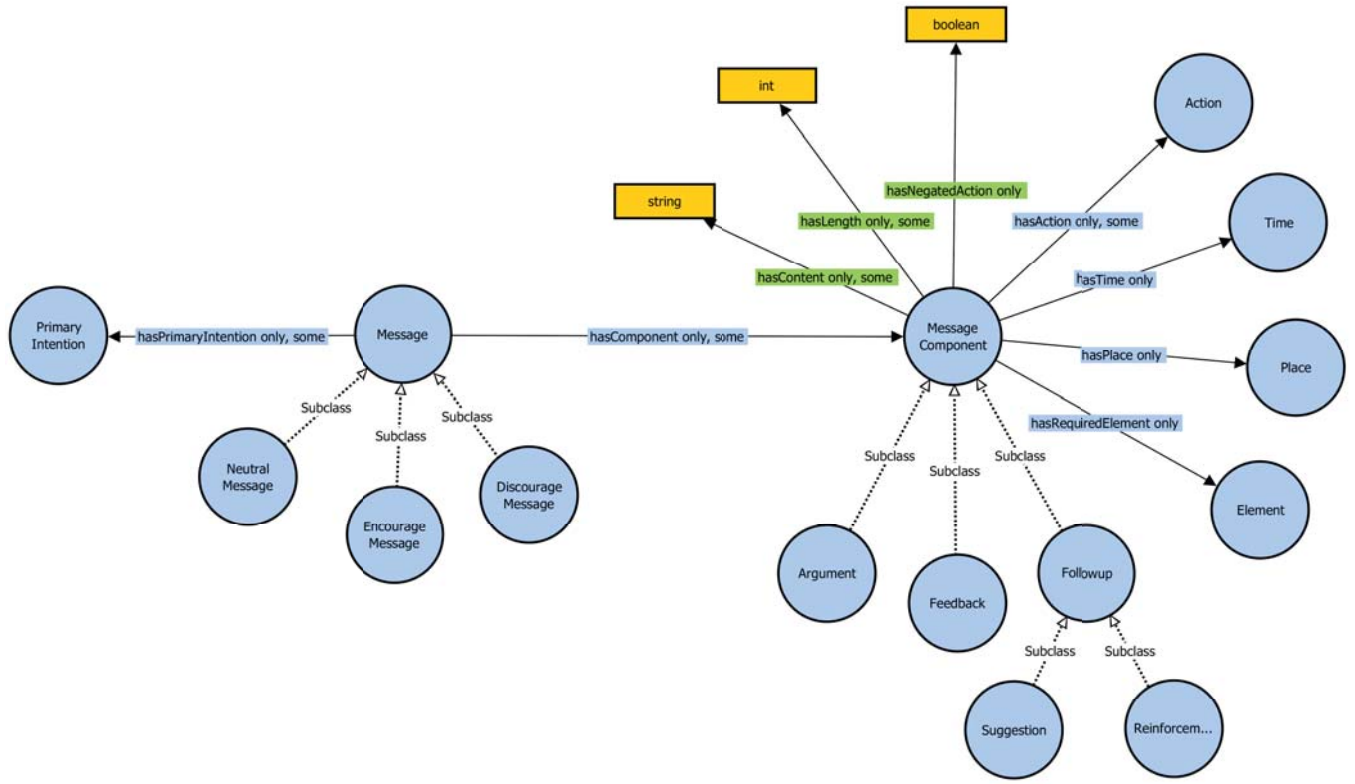 boolean
int
Action
string
hasNegatedAction only
hasLength only, some
hasAction only, some
Time
hasContent only, some
hasTime only
Primary
Intention
hasPrimaryIntention only, some
Message
hasComponent only, some
Message
Component
hasPlace only
Place
Subclass
Subclass
Subclass
hasRequiredElement only
Neutral
Message
Encourage
Message
Discourage
Message
Subclass
Subclass
Subclass
Element
Argument
Feedback
Followup
Subclass
Subclass
Suggestion
Reinforcem...